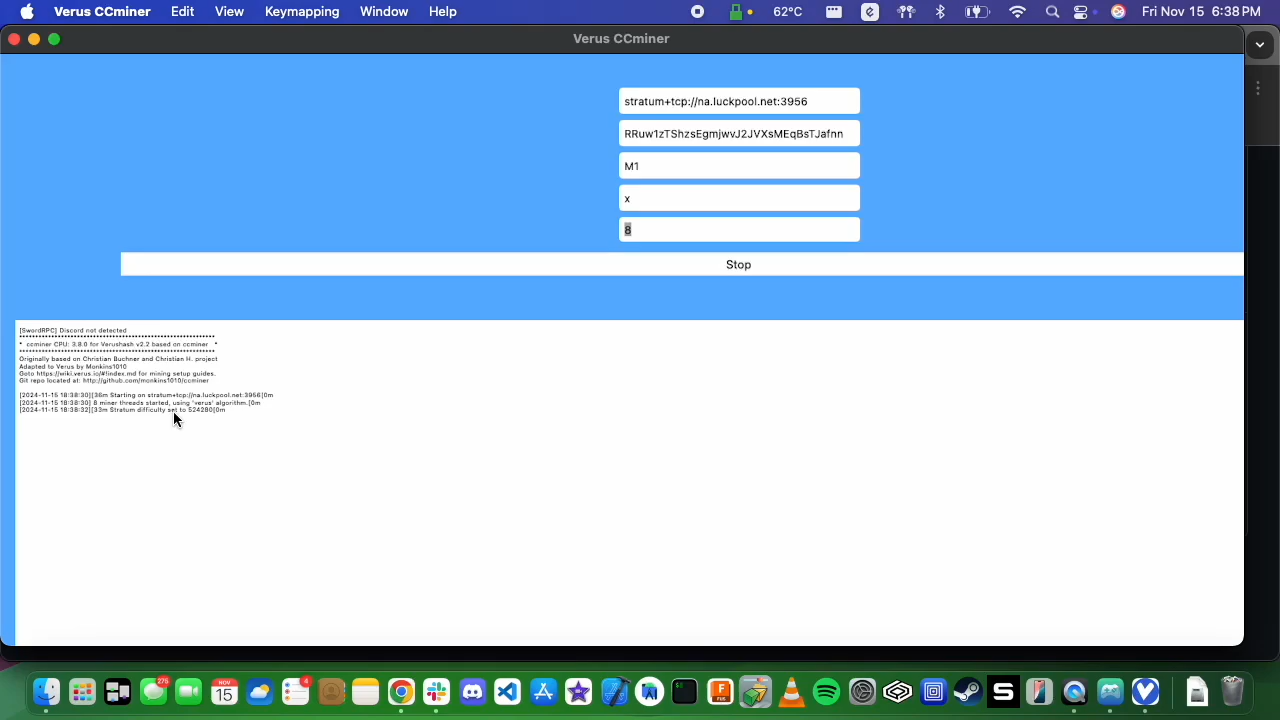 Verus CCminer Edit View Keymapping Window Help 62°C Fri Nov 15 6:38 PM
Verus CCminer
stratum+tcp://na.luckpool.net:3956
RRuw1zTShzsEgmjwvJ2JVXsMEqBsTJafnn
M1
x
8
Stop
[SwordRPC] Discord not detected
* ccminer CPU: 3.8.0 for Verushash v2.2 based on ccminer *
Originally based on Christian Buchner and Christian H. project
Adapted to Verus by Monkins1010
Goto https://wiki.verus.io/#!index.md for mining setup guides.
Git repo located at: http://github.com/monkins1010/ccminer
[2024-11-15 18:38:30][36m Starting on stratum+tcp://na.luckpool.net:3956[0m
[2024-11-15 18:38:30] 8 miner threads started, using 'verus' algorithm.[0m
[2024-11-15 18:38:32][33m Stratum difficulty set to 524280[0m
275
NOV
15
4
FUS